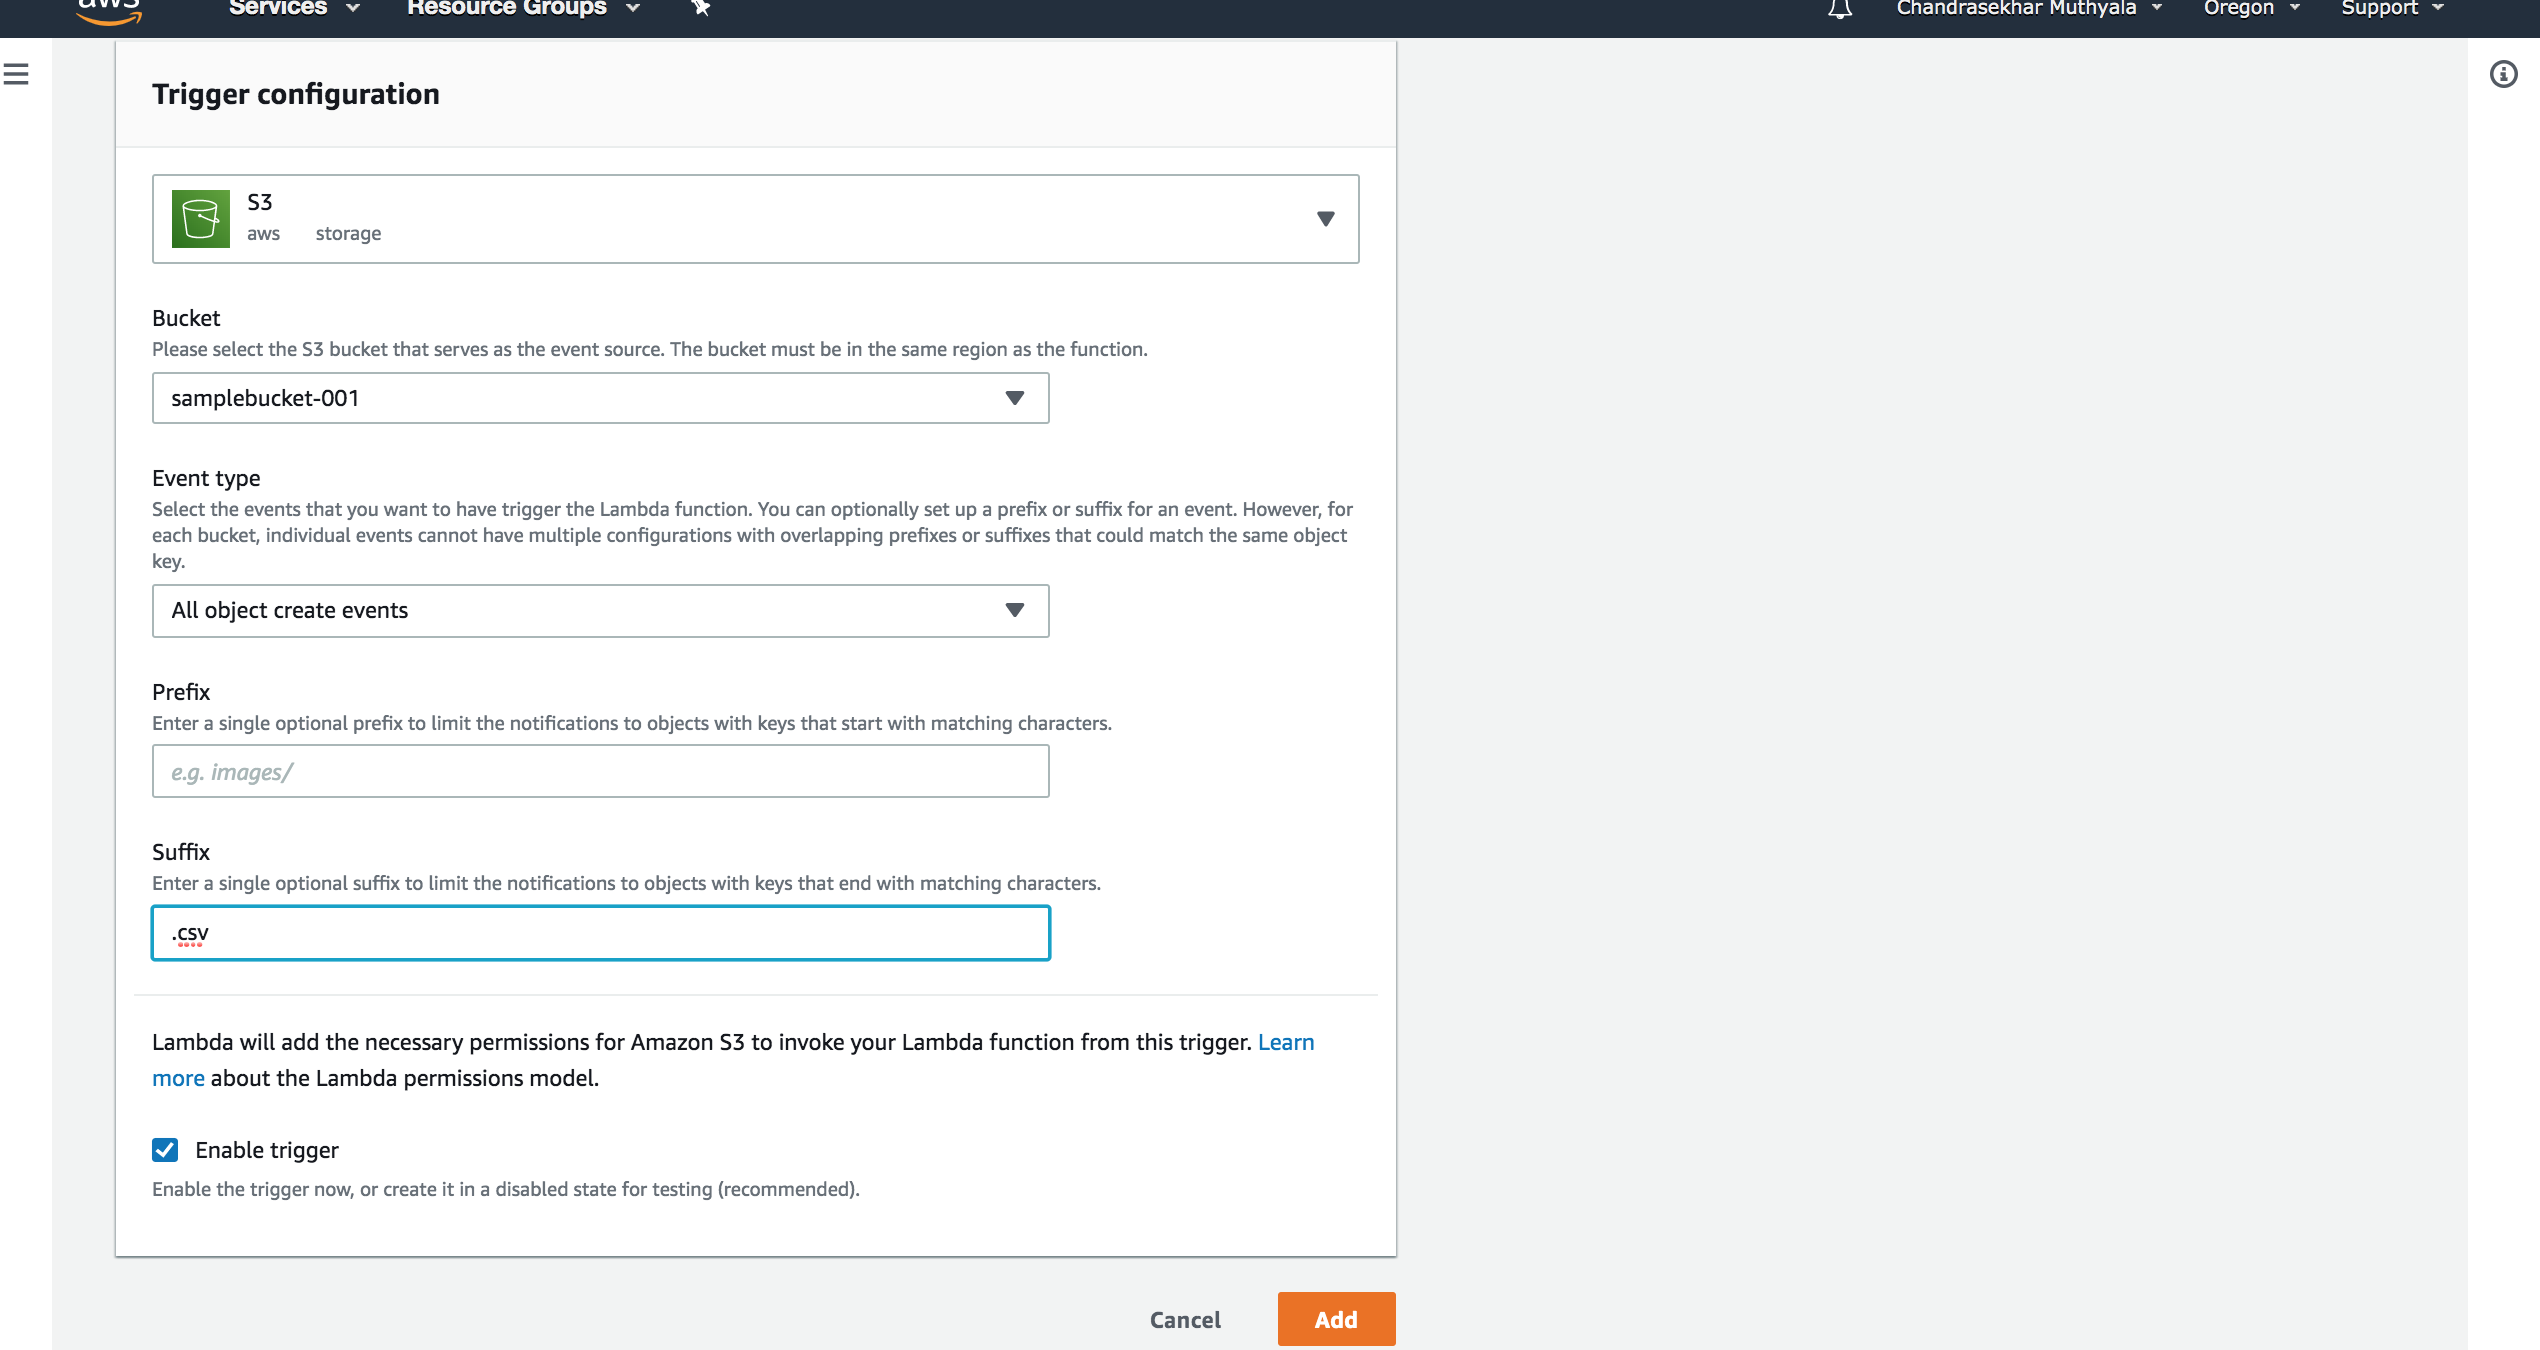 aws Services Resource Groups Chandrasekhar Muthyala Oregon Support
Trigger configuration
S3
aws storage
Bucket
Please select the S3 bucket that serves as the event source. The bucket must be in the same region as the function.
samplebucket-001
Event type
Select the events that you want to have trigger the Lambda function. You can optionally set up a prefix or suffix for an event. However, for
each bucket, individual events cannot have multiple configurations with overlapping prefixes or suffixes that could match the same object
key.
All object create events
Prefix
Enter a single optional prefix to limit the notifications to objects with keys that start with matching characters.
e.g. images/
Suffix
Enter a single optional suffix to limit the notifications to objects with keys that end with matching characters.
.csv
Lambda will add the necessary permissions for Amazon S3 to invoke your Lambda function from this trigger. Learn
more about the Lambda permissions model.
Enable trigger
Enable the trigger now, or create it in a disabled state for testing (recommended).
Cancel Add